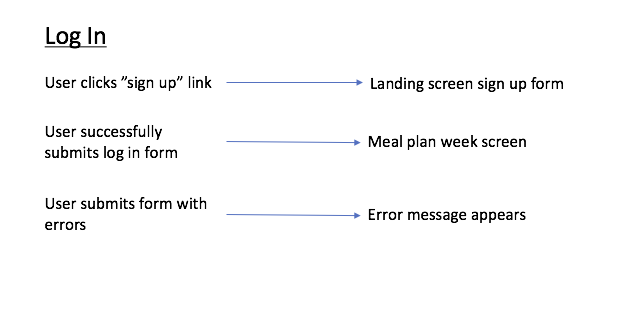 Log In
User clicks ”sign up” link
Landing screen sign up form
User successfully
submits log in form
Meal plan week screen
User submits form with
errors
Error message appears